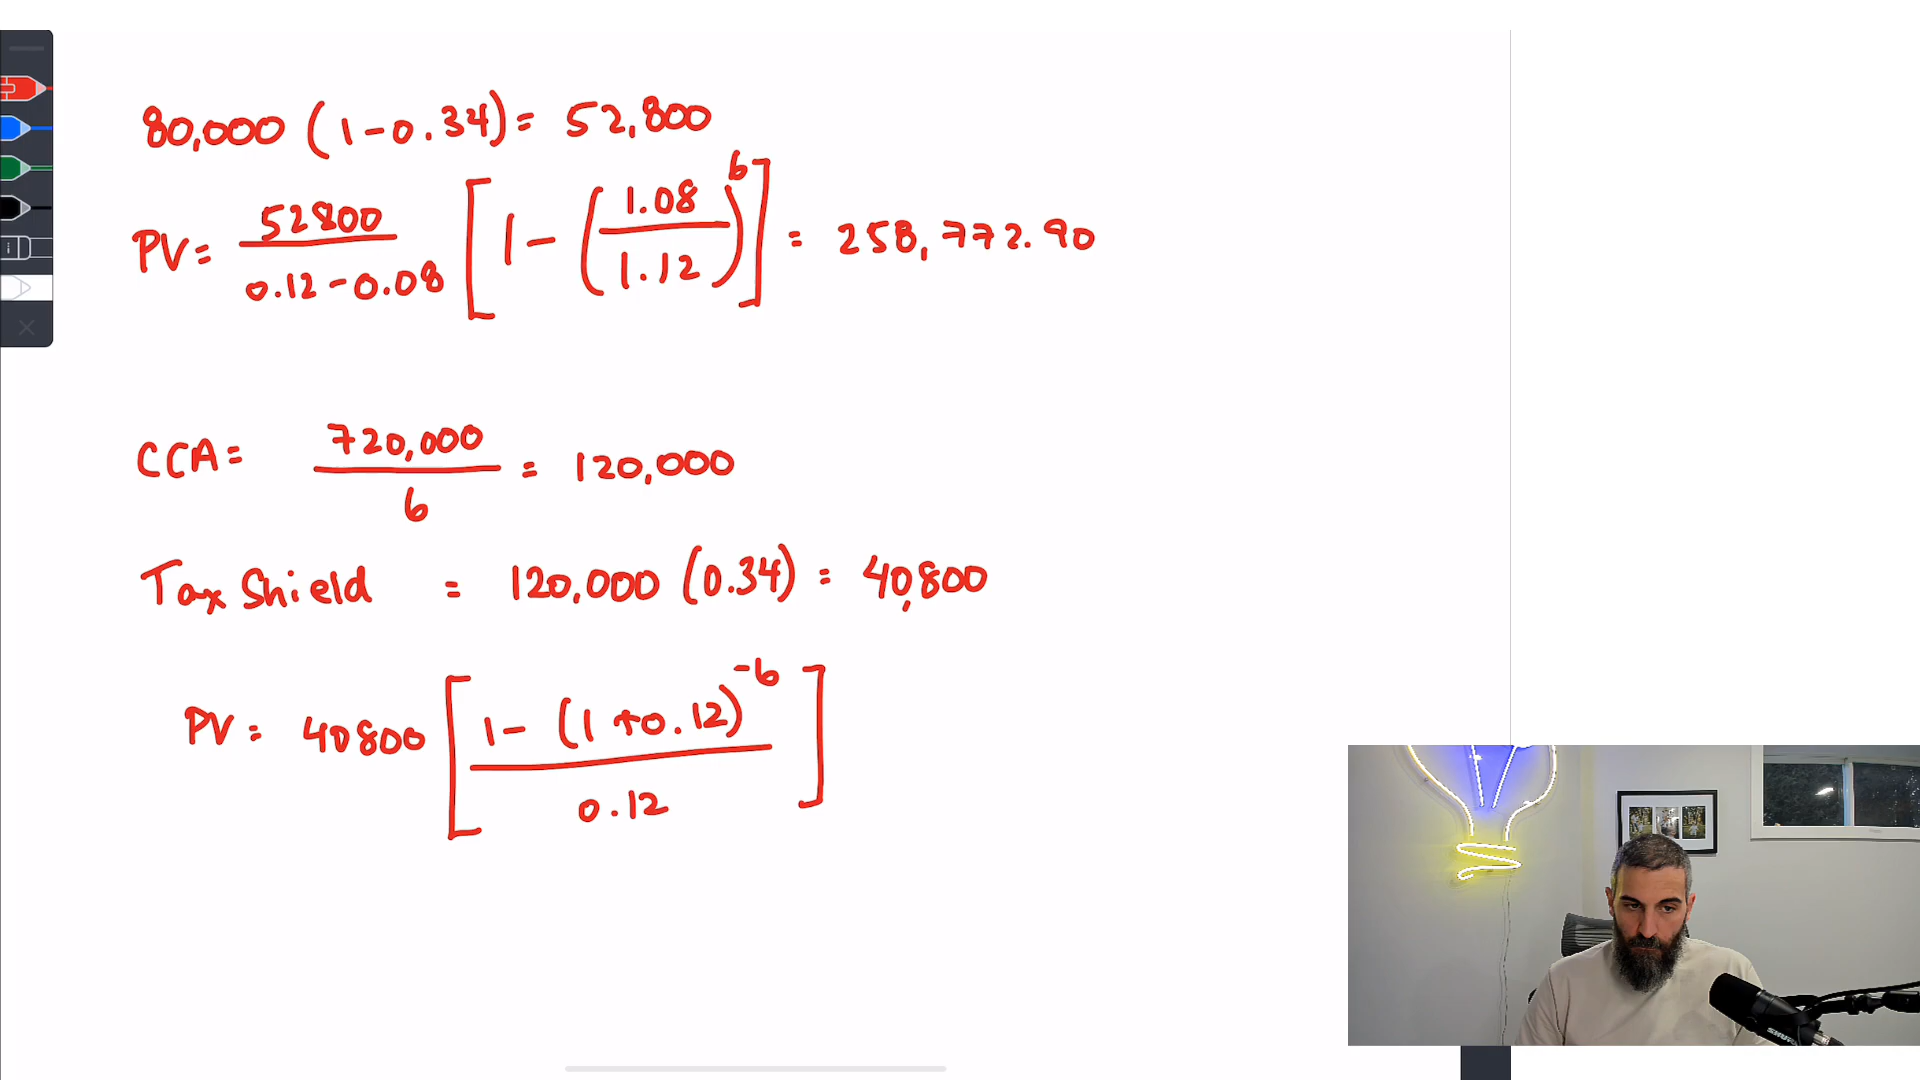 80,000 (1-0.34) = 52,800
PV = 52800 / 0.12-0.08 [1 - (1.08 / 1.12)^6] = 258,772.90
CCA = 720,000 / 6 = 120,000
Tax Shield = 120,000 (0.34) = 40,800
PV = 40800 [1 - (1+0.12)^-6 / 0.12]